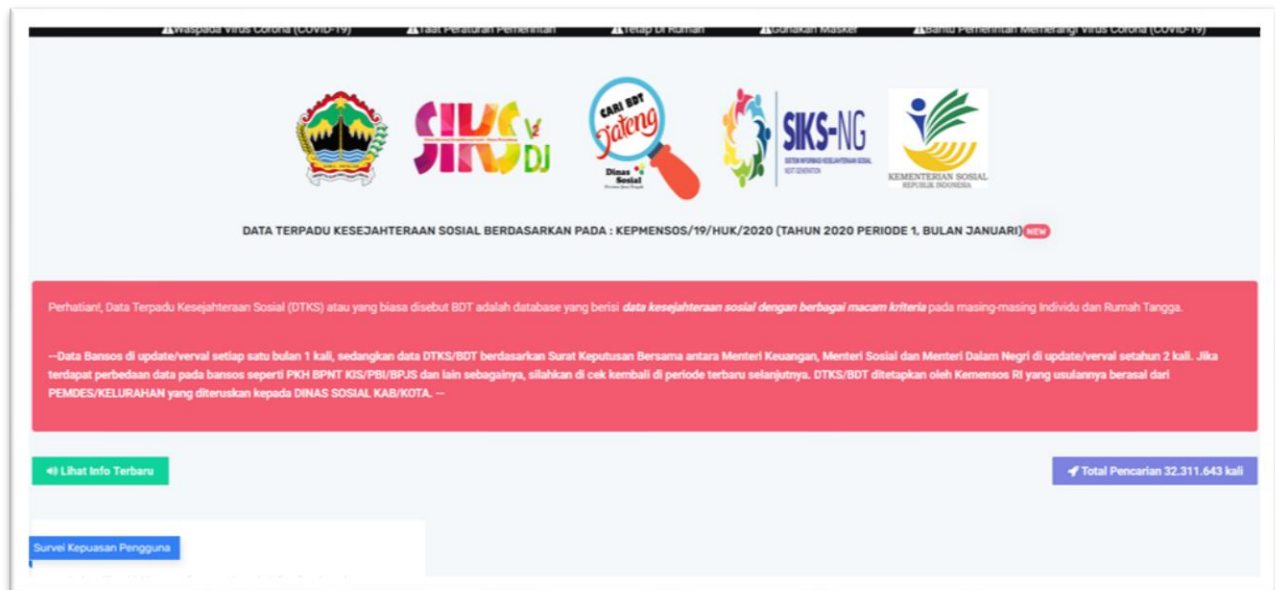 Waspada Virus Corona (COVID-19) Taat Peraturan Pemerintah Tetap Di Rumah Gunakan Masker Bantu Pemerintah Memerangi Virus Corona (COVID-19)
SIKS V2 DJ
CARI BDT
Jateng
Dinas
Sosial
SIKS-NG
SISTEM INFORMASI KESEJAHTERAAN SOSIAL
NEXT GENERATION
KEMENTERIAN SOSIAL
REPUBLIK INDONESIA
DATA TERPADU KESEJAHTERAAN SOSIAL BERDASARKAN PADA : KEPMENSOS/19/HUK/2020 (TAHUN 2020 PERIODE 1, BULAN JANUARI) NEW
Perhatian!, Data Terpadu Kesejahteraan Sosial (DTKS) atau yang biasa disebut BDT adalah database yang berisi data kesejahteraan sosial dengan berbagai macam kriteria pada masing-masing Individu dan Rumah Tangga.
--Data Bansos di update/verval setiap satu bulan 1 kali, sedangkan data DTKS/BDT berdasarkan Surat Keputusan Bersama antara Menteri Keuangan, Menteri Sosial dan Menteri Dalam Negri di update/verval setahun 2 kali. Jika
terdapat perbedaan data pada bansos seperti PKH BPNT KIS/PBI/BPJS dan lain sebagainya, silahkan di cek kembali di periode terbaru selanjutnya. DTKS/BDT ditetapkan oleh Kemensos RI yang usulannya berasal dari
PEMDES/KELURAHAN yang diteruskan kepada DINAS SOSIAL KAB/KOTA. --
Lihat Info Terbaru
Total Pencarian 32.311.643 kali
Survei Kepuasan Pengguna